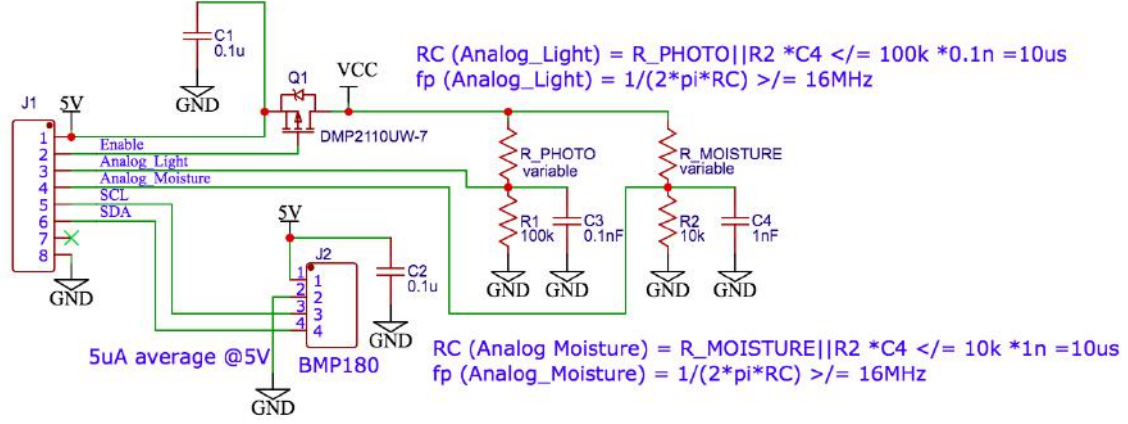 C1
0.1u
GND
RC (Analog_Light) = R_PHOTO||R2 *C4 </= 100k *0.1n =10us
fp (Analog_Light) = 1/(2*pi*RC) >/= 16MHz
Q1
VCC
DMP2110UW-7
J1
5V
1
2
3
4
5
6
7
8
Enable
Analog_Light
Analog_Moisture
SCL
SDA
GND
R_PHOTO
variable
R_MOISTURE
variable
R1
100k
C3
0.1nF
R2
10k
C4
1nF
GND
GND
GND
GND
5V
J2
1
2
3
4
1
2
3
4
C2
0.1u
GND
BMP180
5uA average @5V
GND
RC (Analog Moisture) = R_MOISTURE||R2 *C4 </= 10k *1n =10us
fp (Analog_Moisture) = 1/(2*pi*RC) >/= 16MHz